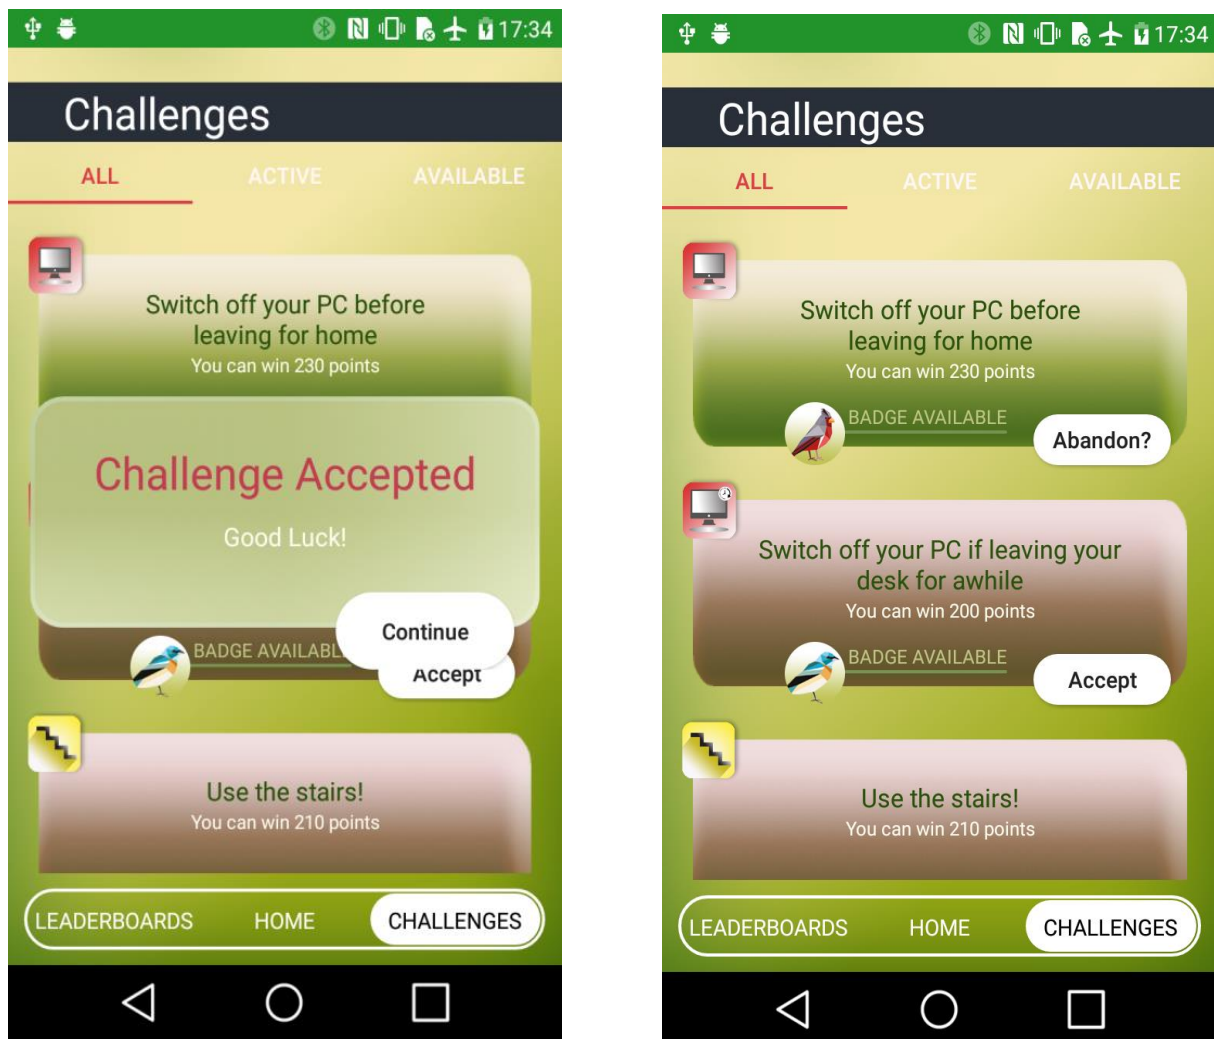 17:34
Challenges
ALL ACTIVE AVAILABLE
Switch off your PC before
leaving for home
You can win 230 points
Challenge Accepted
Good Luck!
Continue
BADGE AVAILABL
Accept
Use the stairs!
You can win 210 points
LEADERBOARDS HOME CHALLENGES
17:34
Challenges
ALL ACTIVE AVAILABLE
Switch off your PC before
leaving for home
You can win 230 points
BADGE AVAILABLE
Abandon?
Switch off your PC if leaving your
desk for awhile
You can win 200 points
BADGE AVAILABLE
Accept
Use the stairs!
You can win 210 points
LEADERBOARDS HOME CHALLENGES